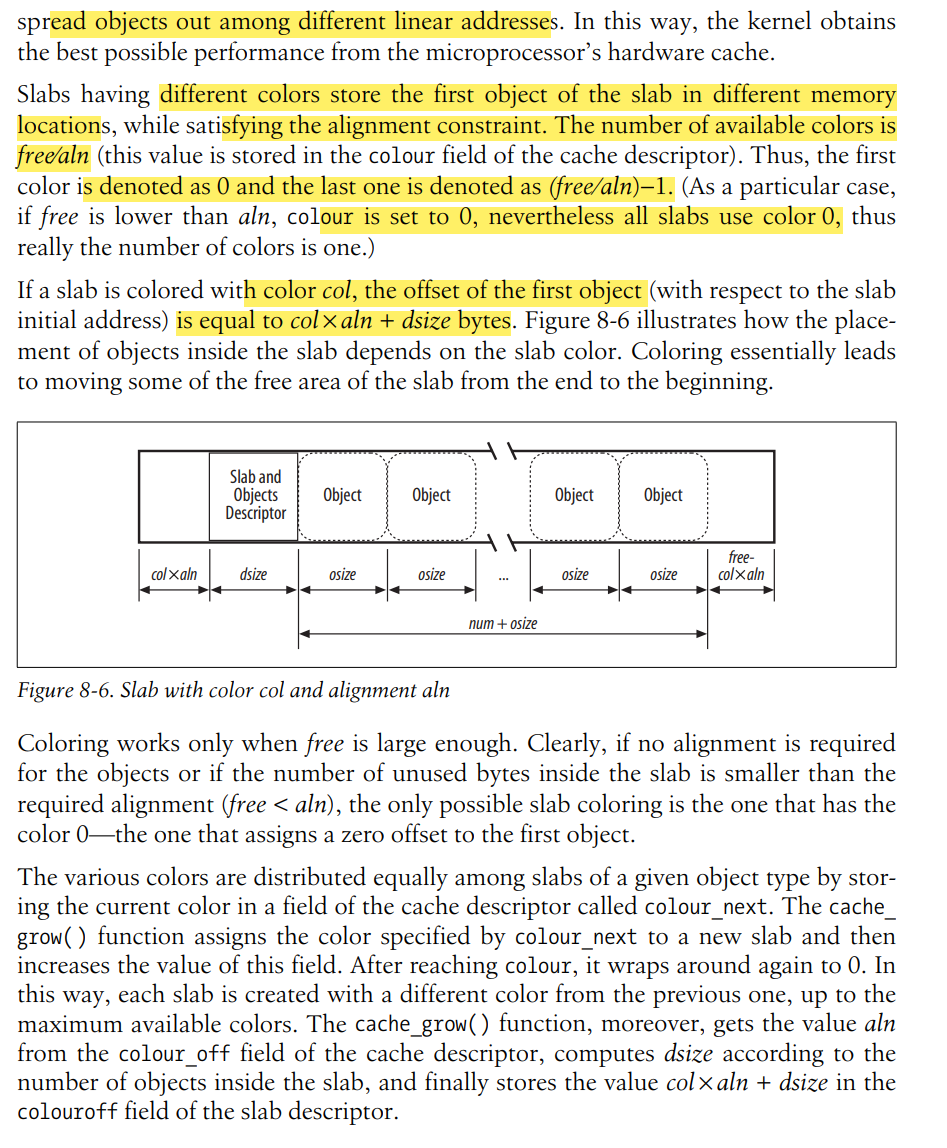 spread objects out among different linear addresses. In this way, the kernel obtains
the best possible performance from the microprocessor’s hardware cache.
Slabs having different colors store the first object of the slab in different memory
locations, while satisfying the alignment constraint. The number of available colors is
free/aln (this value is stored in the colour field of the cache descriptor). Thus, the first
color is denoted as 0 and the last one is denoted as (free/aln)−1. (As a particular case,
if free is lower than aln, colour is set to 0, nevertheless all slabs use color 0, thus
really the number of colors is one.)
If a slab is colored with color col, the offset of the first object (with respect to the slab
initial address) is equal to col×aln + dsize bytes. Figure 8-6 illustrates how the place-
ment of objects inside the slab depends on the slab color. Coloring essentially leads
to moving some of the free area of the slab from the end to the beginning.
Slab and
Objects
Descriptor
Object
Object
Object
Object
col×aln
dsize
osize
osize
...
osize
osize
free-
col×aln
num + osize
Figure 8-6. Slab with color col and alignment aln
Coloring works only when free is large enough. Clearly, if no alignment is required
for the objects or if the number of unused bytes inside the slab is smaller than the
required alignment (free < aln), the only possible slab coloring is the one that has the
color 0—the one that assigns a zero offset to the first object.
The various colors are distributed equally among slabs of a given object type by stor-
ing the current color in a field of the cache descriptor called colour_next. The cache_
grow( ) function assigns the color specified by colour_next to a new slab and then
increases the value of this field. After reaching colour, it wraps around again to 0. In
this way, each slab is created with a different color from the previous one, up to the
maximum available colors. The cache_grow( ) function, moreover, gets the value aln
from the colour_off field of the cache descriptor, computes dsize according to the
number of objects inside the slab, and finally stores the value col×aln + dsize in the
colouroff field of the slab descriptor.